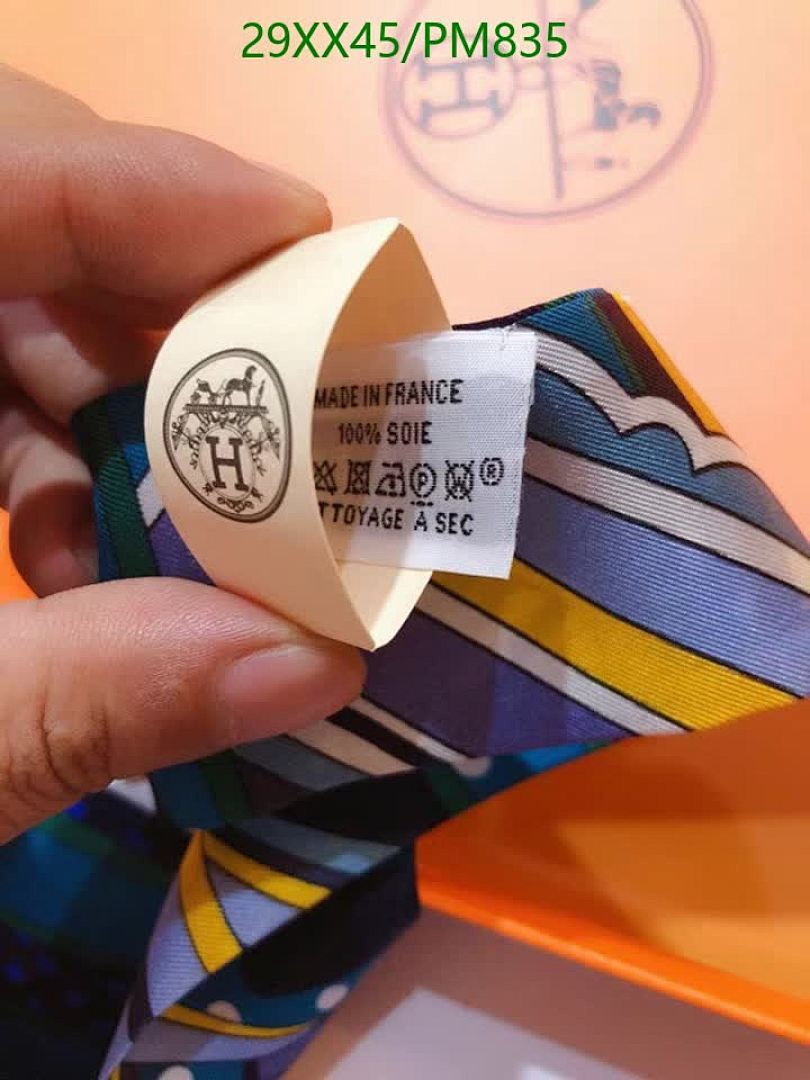 29XX45/PM835
H
H
MADE IN FRANCE
100% SOIE
P
W
®
TTOYAGE À SEC